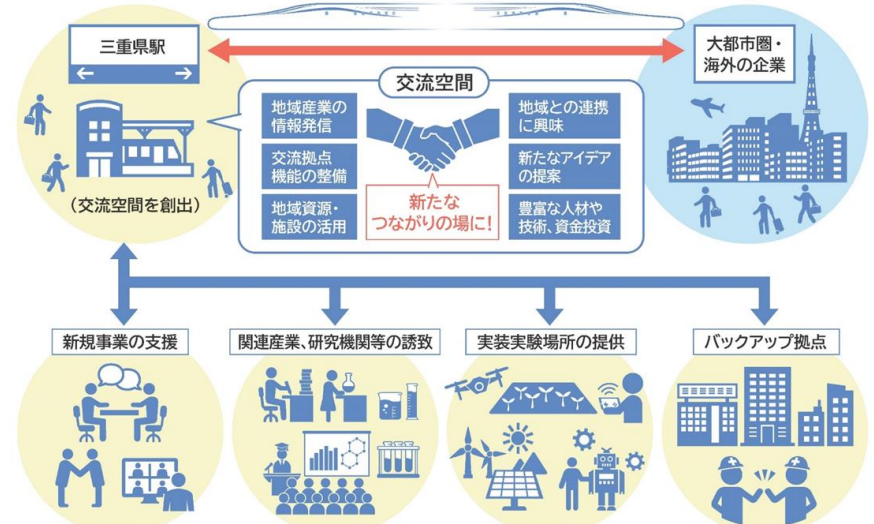 三重県駅
大都市圏・
海外の企業
交流空間
地域産業の
情報発信
交流拠点
機能の整備
地域資源・
施設の活用
地域との連携
に興味
新たなアイデア
の提案
豊富な人材や
技術、資金投資
新たな
つながりの場に!
(交流空間を創出)
新規事業の支援
関連産業、研究機関等の誘致
実装実験場所の提供
バックアップ拠点